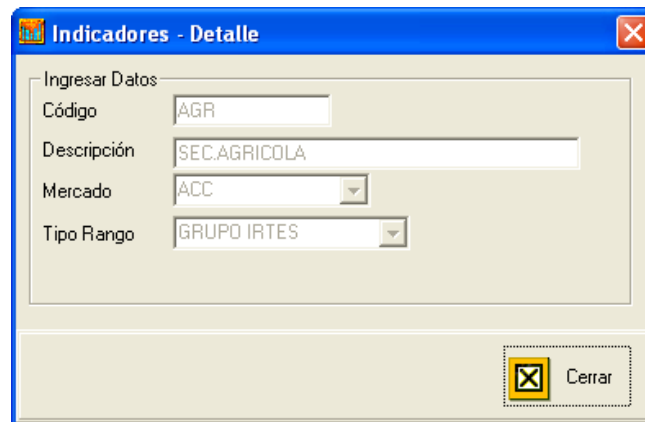 Indicadores - Detalle
Ingresar Datos
Código AGR
Descripción SEC.AGRICOLA
Mercado ACC
Tipo Rango GRUPO IRTES
Cerrar